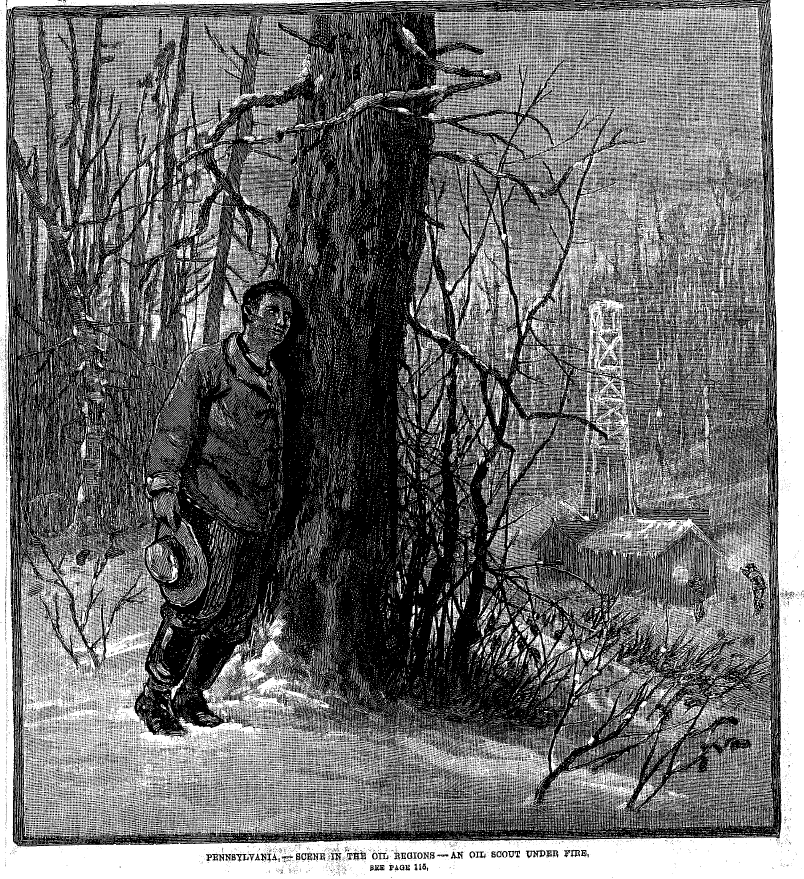 PENNSYLVANIA.—SCENE IN THE OIL REGIONS—AN OIL SCOUT UNDER FIRE.
SEE PAGE 115.